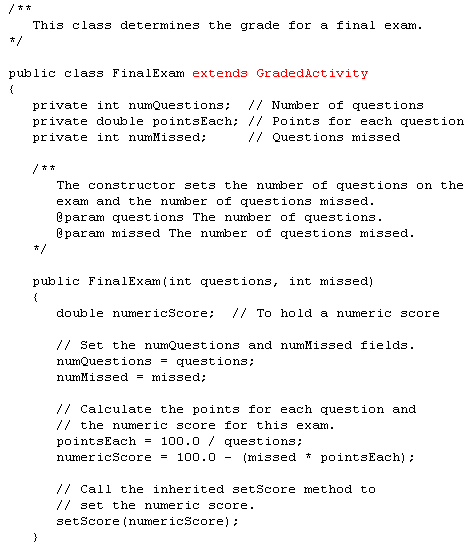 /**
This class determines the grade for a final exam.
*/
public class FinalExam extends GradedActivity
{
private int numQuestions;  // Number of questions
private double pointsEach; // Points for each question
private int numMissed;     // Questions missed
/**
The constructor sets the number of questions on the
exam and the number of questions missed.
@param questions The number of questions.
@param missed The number of questions missed.
*/
public FinalExam(int questions, int missed)
{
double numericScore;  // To hold a numeric score
// Set the numQuestions and numMissed fields.
numQuestions = questions;
numMissed = missed;
// Calculate the points for each question and
// the numeric score for this exam.
pointsEach = 100.0 / questions;
numericScore = 100.0 - (missed * pointsEach);
// Call the inherited setScore method to
// set the numeric score.
setScore(numericScore);
}